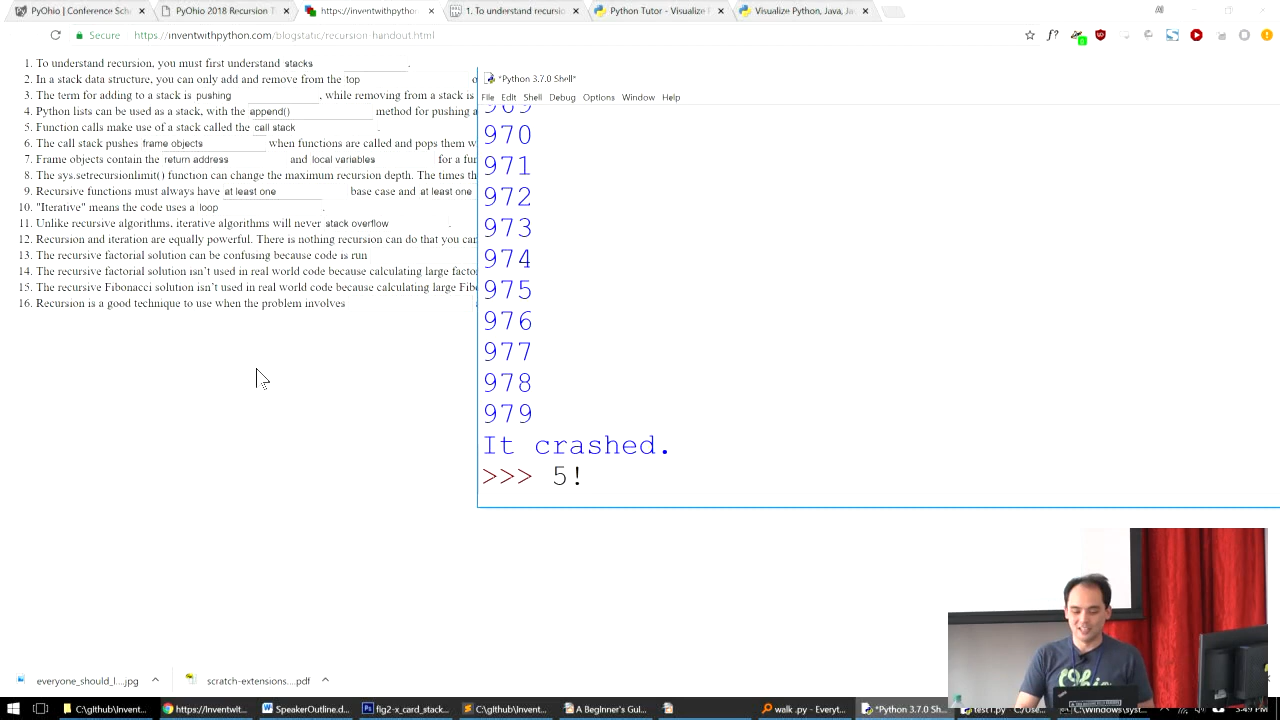 PyOhio | Conference Sche
PyOhio 2018 Recursion T
https://inventwithpython
1. To understand recursio
Python Tutor - Visualize P
Visualize Python, Java, Ja
Secure
https://inventwithpython.com/blogstatic/recursion_handout.html
1. To understand recursion, you must first understand stacks .
2. In a stack data structure, you can only add and remove from the top o
3. The term for adding to a stack is pushing , while removing from a stack is
4. Python lists can be used as a stack, with the append() method for pushing a
5. Function calls make use of a stack called the call stack .
6. The call stack pushes frame objects when functions are called and pops them w
7. Frame objects contain the return address and local variables for a fu
8. The sys.setrecursionlimit() function can change the maximum recursion depth. The times th
9. Recursive functions must always have at least one base case and at least one
10. "Iterative" means the code uses a loop .
11. Unlike recursive algorithms, iterative algorithms will never stack overflow .
12. Recursion and iteration are equally powerful. There is nothing recursion can do that you can
13. The recursive factorial solution can be confusing because code is run
14. The recursive factorial solution isn't used in real world code because calculating large facto
15. The recursive Fibonacci solution isn't used in real world code because calculating large Fib
16. Recursion is a good technique to use when the problem involves
*Python 3.7.0 Shell*
File Edit Shell Debug Options Window Help
969
970
971
972
973
974
975
976
977
978
979
It crashed.
>>> 5!
everyone_should_l....jpg
scratch-extensions....pdf
C:\github\Invent...
https://inventwit...
SpeakerOutline.d...
fig2-x_card_stack...
C:\github\Invent...
A Beginner's Gui...
walk .py - Everyw...
*Python 3.7.0 She...
test1.py - C:/Use...
C:\Windows\syst...
5:49 PM